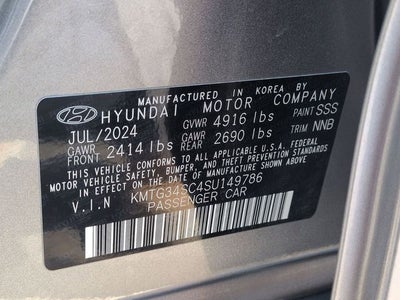 MANUFACTURED IN KOREA BY
HYUNDAI MOTOR COMPANY
JUL/2024 GVWR 4916 lbs PAINT SSS
GAWR FRONT 2414 lbs GAWR REAR 2690 lbs TRIM NNB
THIS VEHICLE CONFORMS TO ALL APPLICABLE U.S. FEDERAL
MOTOR VEHICLE SAFETY, BUMPER, AND THEFT PREVENTION
STANDARDS IN EFFECT ON THE DATE OF MANUFACTURE SHOWN ABOVE.
V.I.N KMTG34SC4SU149786
PASSENGER CAR